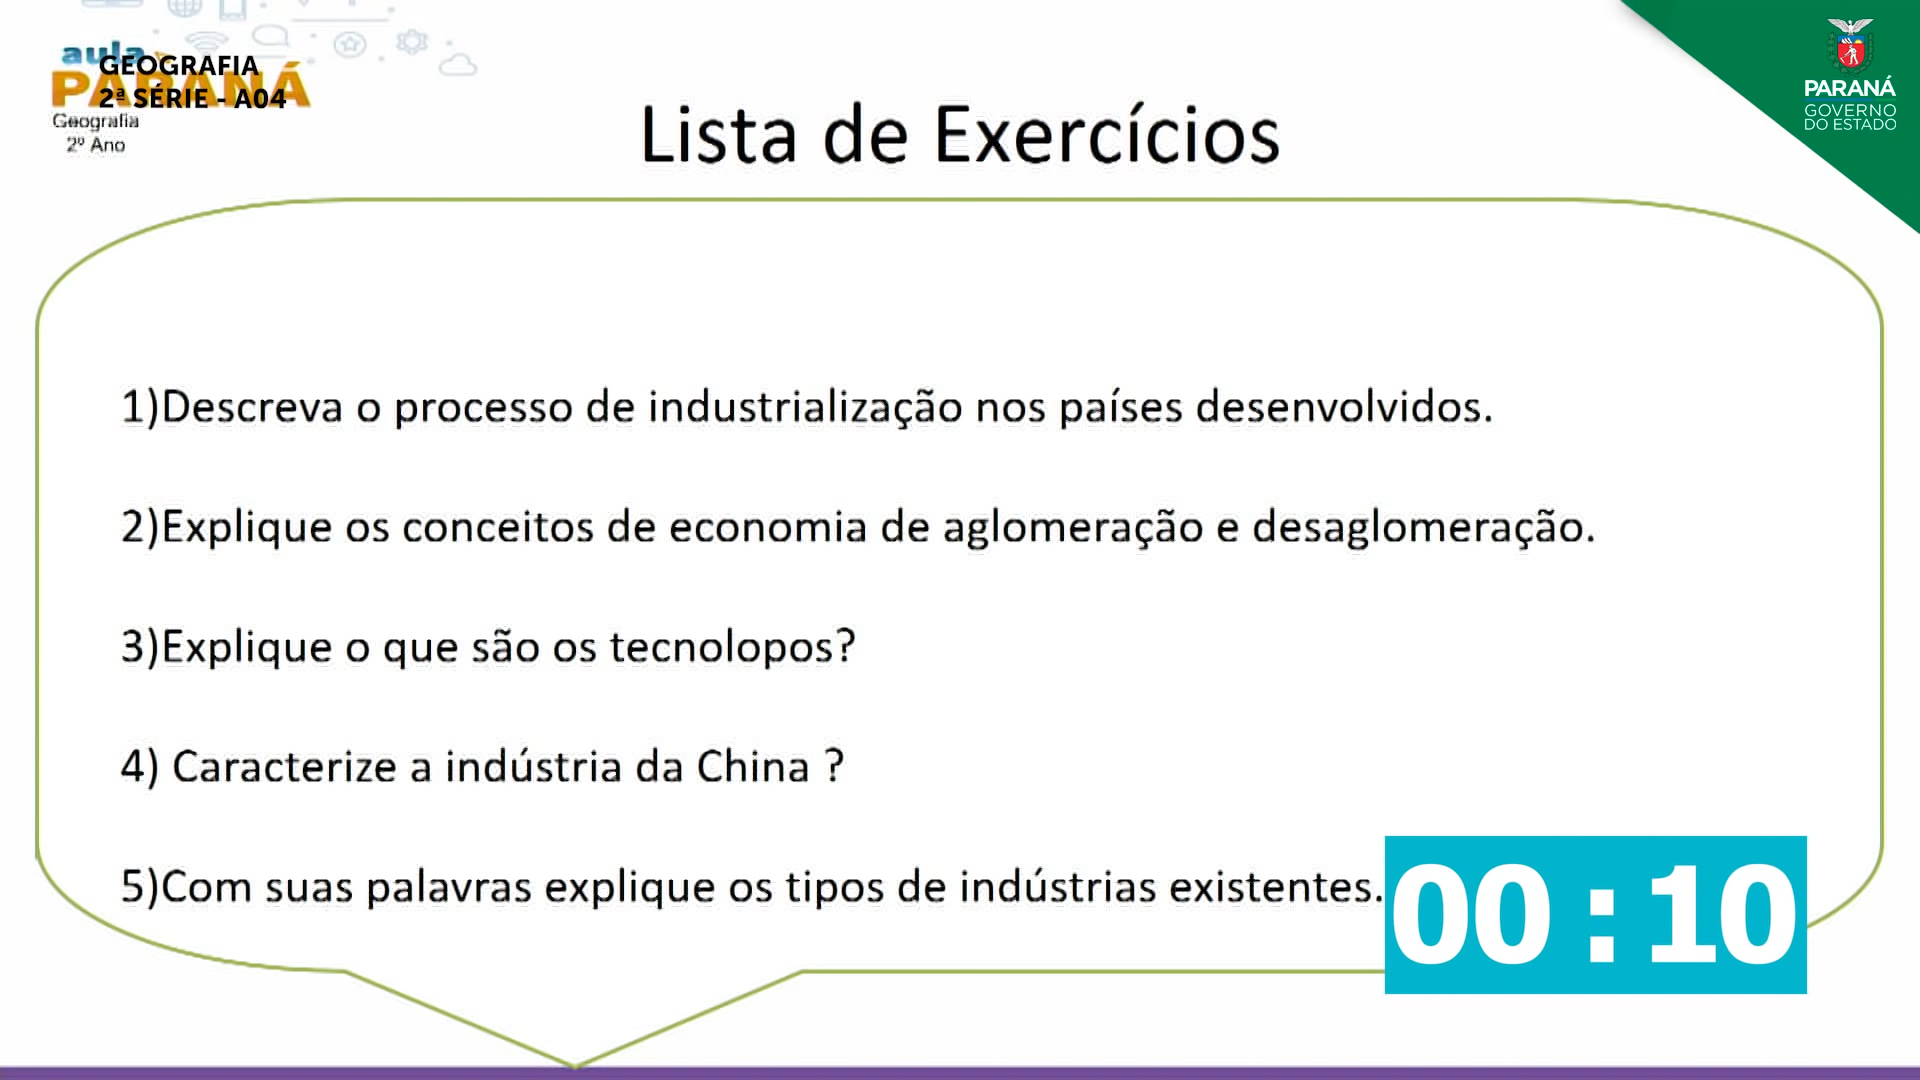 aula
PARANÁ
GEOGRAFIA
2ª SÉRIE - A04
Geografia
2º Ano
PARANÁ
GOVERNO
DO ESTADO
Lista de Exercícios
1)Descreva o processo de industrialização nos países desenvolvidos.
2)Explique os conceitos de economia de aglomeração e desaglomeração.
3)Explique o que são os tecnolopos?
4) Caracterize a indústria da China ?
5)Com suas palavras explique os tipos de indústrias existentes.
00:10